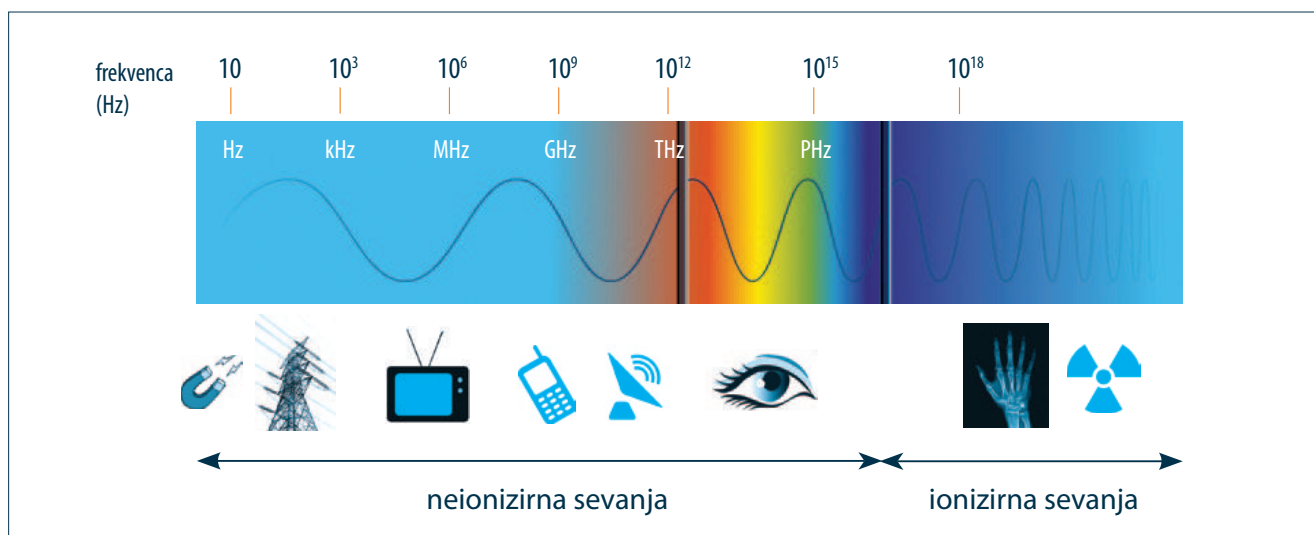 frekvenca
(Hz)
10 10³ 10⁶ 10⁹ 10¹² 10¹⁵ 10¹⁸
Hz kHz MHz GHz THz PHz
neionizirna sevanja ionizirna sevanja